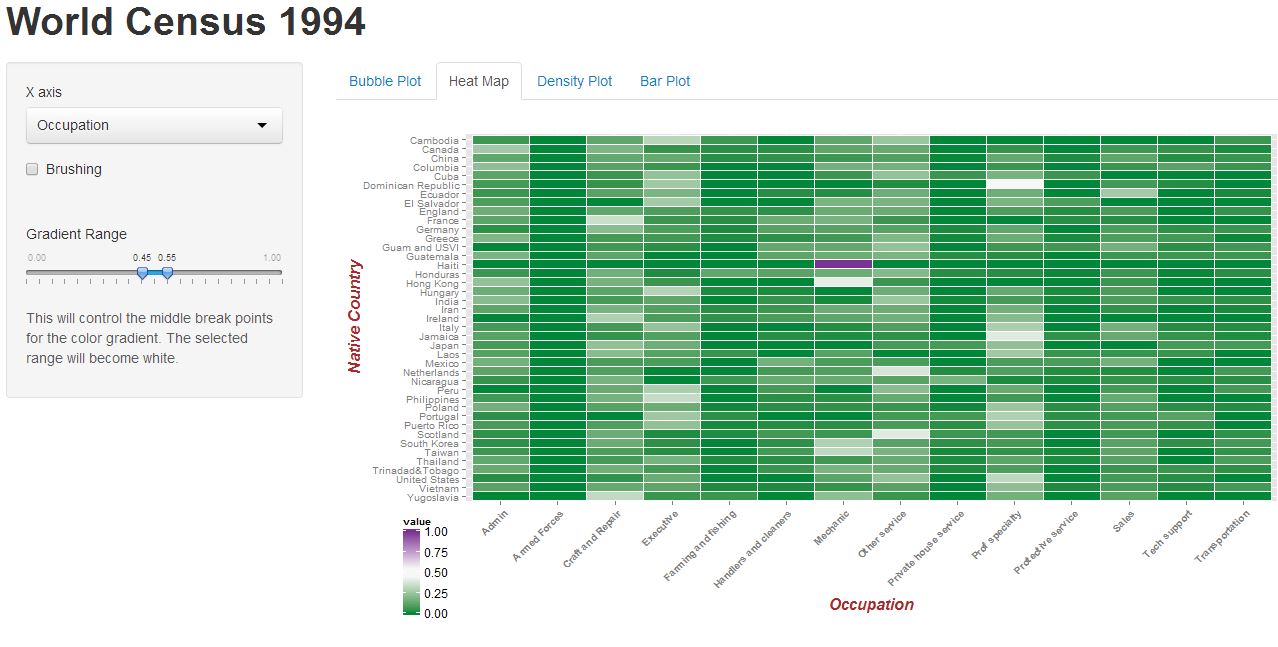 World Census 1994
X axis
Occupation
Brushing
Gradient Range
0.00 0.45 0.55 1.00
This will control the middle break points
for the color gradient. The selected
range will become white.
Bubble Plot Heat Map Density Plot Bar Plot
Native Country
Cambodia
Canada
China
Columbia
Cuba
Dominican Republic
Ecuador
El Salvador
England
France
Germany
Greece
Guam and USVI
Guatemala
Haiti
Honduras
Hong Kong
Hungary
India
Iran
Ireland
Italy
Jamaica
Japan
Laos
Mexico
Netherlands
Nicaragua
Peru
Philippines
Poland
Portugal
Puerto Rico
Scotland
South Korea
Taiwan
Thailand
Trinadad&Tobago
United States
Vietnam
Yugoslavia
Admin
Armed Forces
Craft and Repair
Executive
Farming and fishing
Handlers and cleaners
Mechanic
Other service
Private house service
Prof specialty
Protective service
Sales
Tech support
Transportation
Occupation
value
1.00
0.75
0.50
0.25
0.00